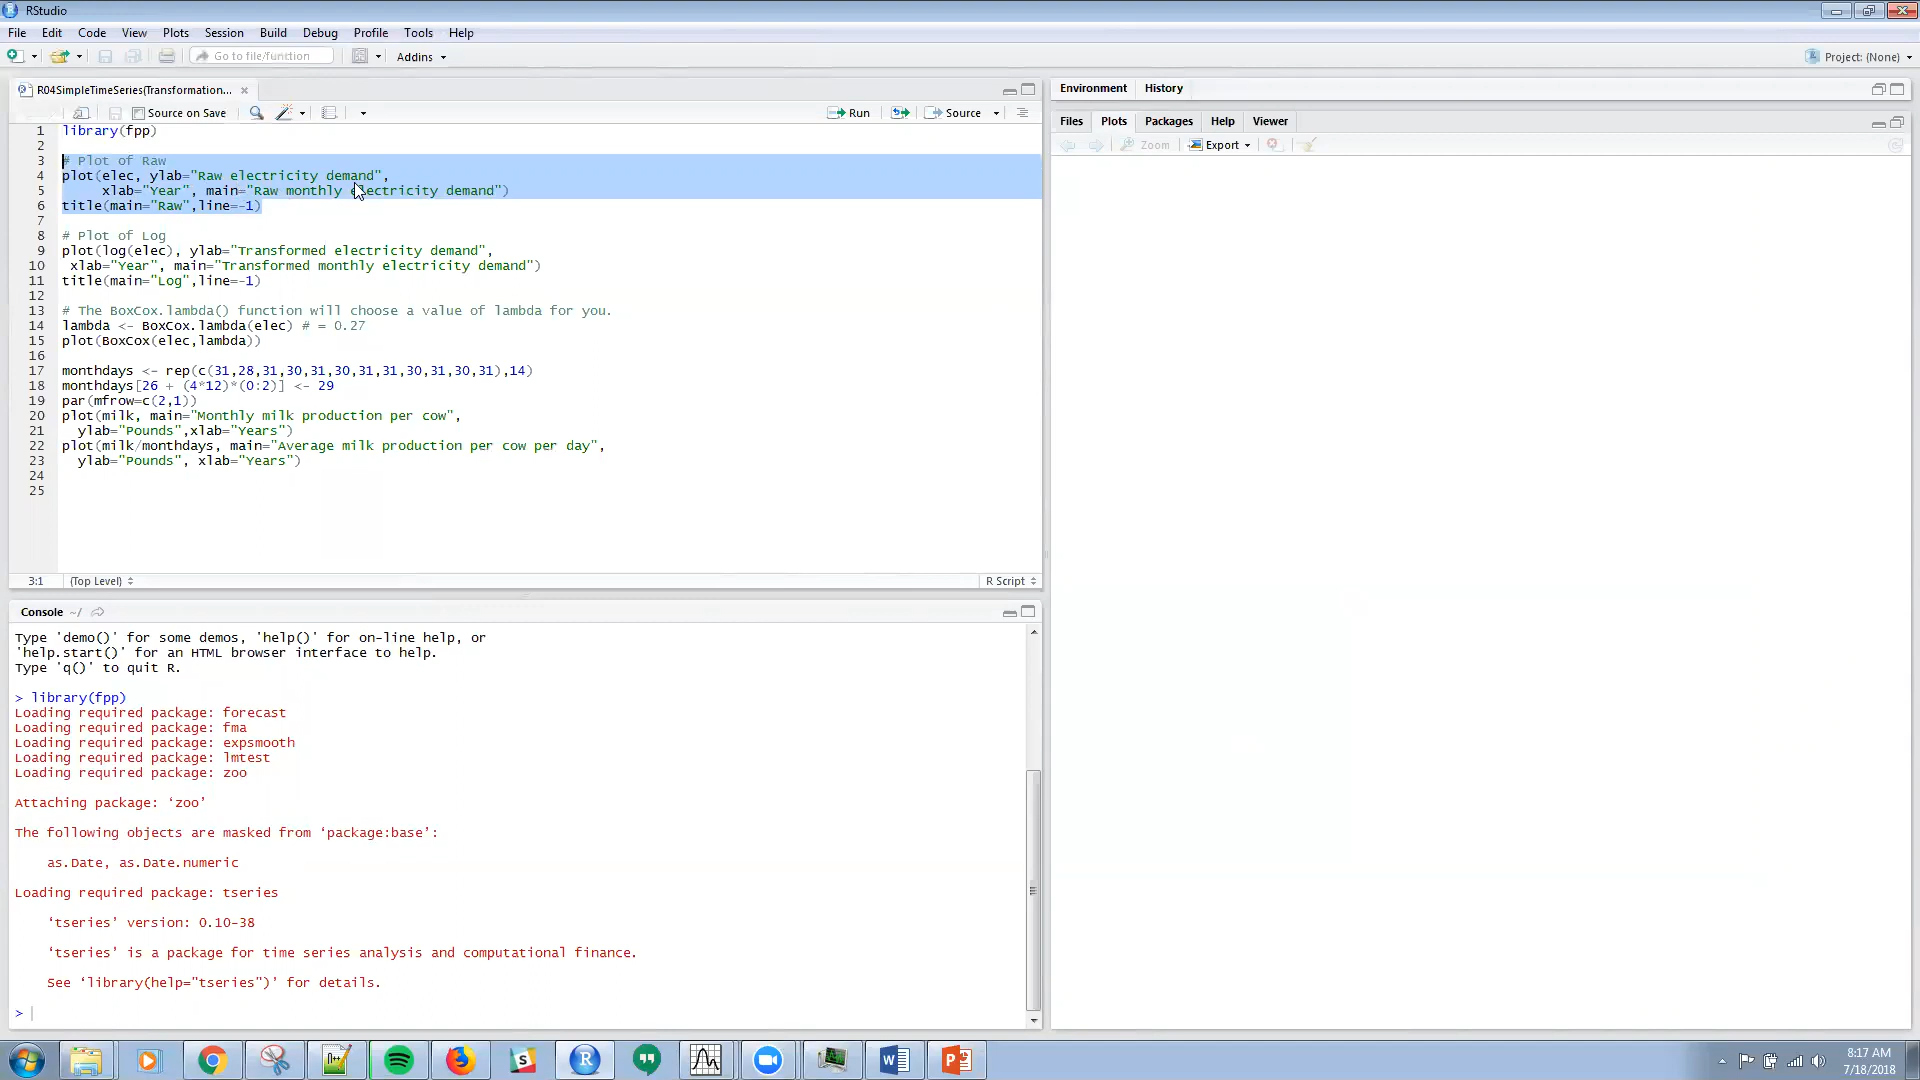 RStudio
File Edit Code View Plots Session Build Debug Profile Tools Help
Go to file/function Addins Project: (None)
R04SimpleTimeSeries(Transformation...
Source on Save Run Source
1 library(fpp)
2
3 # Plot of Raw
4 plot(elec, ylab="Raw electricity demand",
5 xlab="Year", main="Raw monthly electricity demand")
6 title(main="Raw",line=-1)
7
8 # Plot of Log
9 plot(log(elec), ylab="Transformed electricity demand",
10 xlab="Year", main="Transformed monthly electricity demand")
11 title(main="Log",line=-1)
12
13 # The BoxCox.lambda() function will choose a value of lambda for you.
14 lambda <- BoxCox.lambda(elec) # = 0.27
15 plot(BoxCox(elec,lambda))
16
17 monthdays <- rep(c(31,28,31,30,31,30,31,31,30,31,30,31),14)
18 monthdays[26 + (4*12)*(0:2)] <- 29
19 par(mfrow=c(2,1))
20 plot(milk, main="Monthly milk production per cow",
21 ylab="Pounds",xlab="Years")
22 plot(milk/monthdays, main="Average milk production per cow per day",
23 ylab="Pounds", xlab="Years")
24
25
3:1 (Top Level) R Script
Console ~/
Type 'demo()' for some demos, 'help()' for on-line help, or
'help.start()' for an HTML browser interface to help.
Type 'q()' to quit R.
> library(fpp)
Loading required package: forecast
Loading required package: fma
Loading required package: expsmooth
Loading required package: lmtest
Loading required package: zoo
Attaching package: ‘zoo’
The following objects are masked from ‘package:base’:
as.Date, as.Date.numeric
Loading required package: tseries
‘tseries’ version: 0.10-38
‘tseries’ is a package for time series analysis and computational finance.
See ‘library(help="tseries")’ for details.
>
Environment History
Files Plots Packages Help Viewer
Zoom Export
8:17 AM
7/18/2018